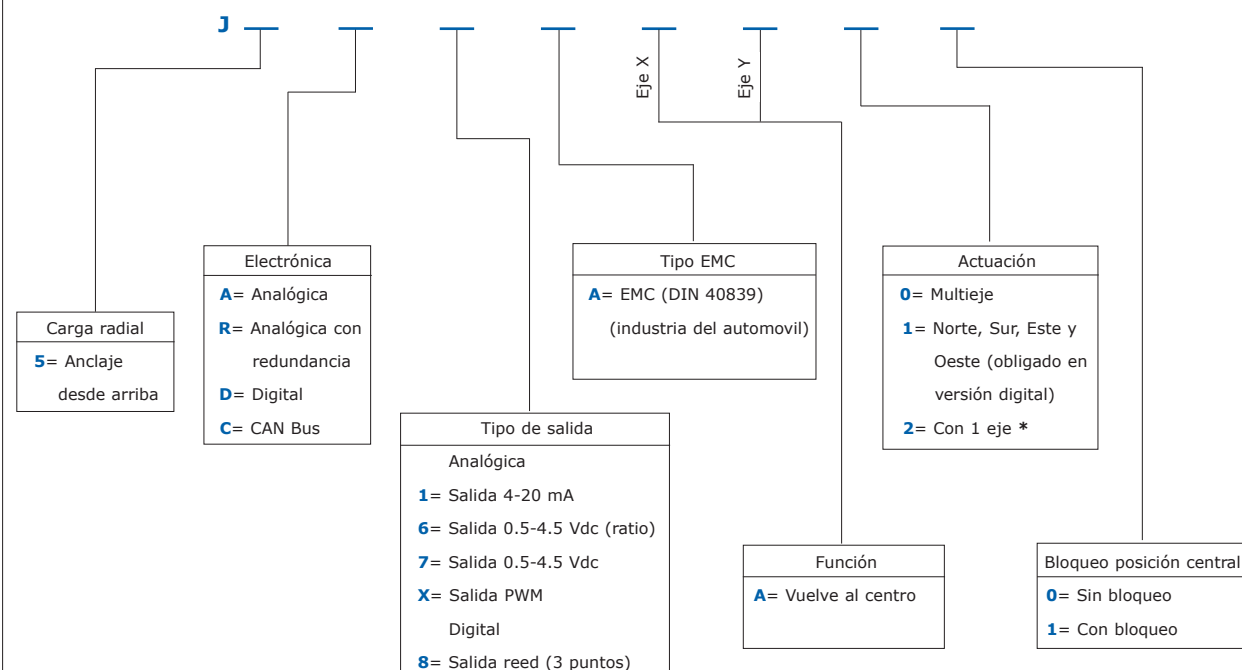 J
Eje X
Eje Y
Carga radial
5= Anclaje
desde arriba
Electrónica
A= Analógica
R= Analógica con
redundancia
D= Digital
C= CAN Bus
Tipo de salida
Analógica
1= Salida 4-20 mA
6= Salida 0.5-4.5 Vdc (ratio)
7= Salida 0.5-4.5 Vdc
X= Salida PWM
Digital
8= Salida reed (3 puntos)
Tipo EMC
A= EMC (DIN 40839)
(industria del automovil)
Función
A= Vuelve al centro
Actuación
0= Multieje
1= Norte, Sur, Este y
Oeste (obligado en
versión digital)
2= Con 1 eje *
Bloqueo posición central
0= Sin bloqueo
1= Con bloqueo